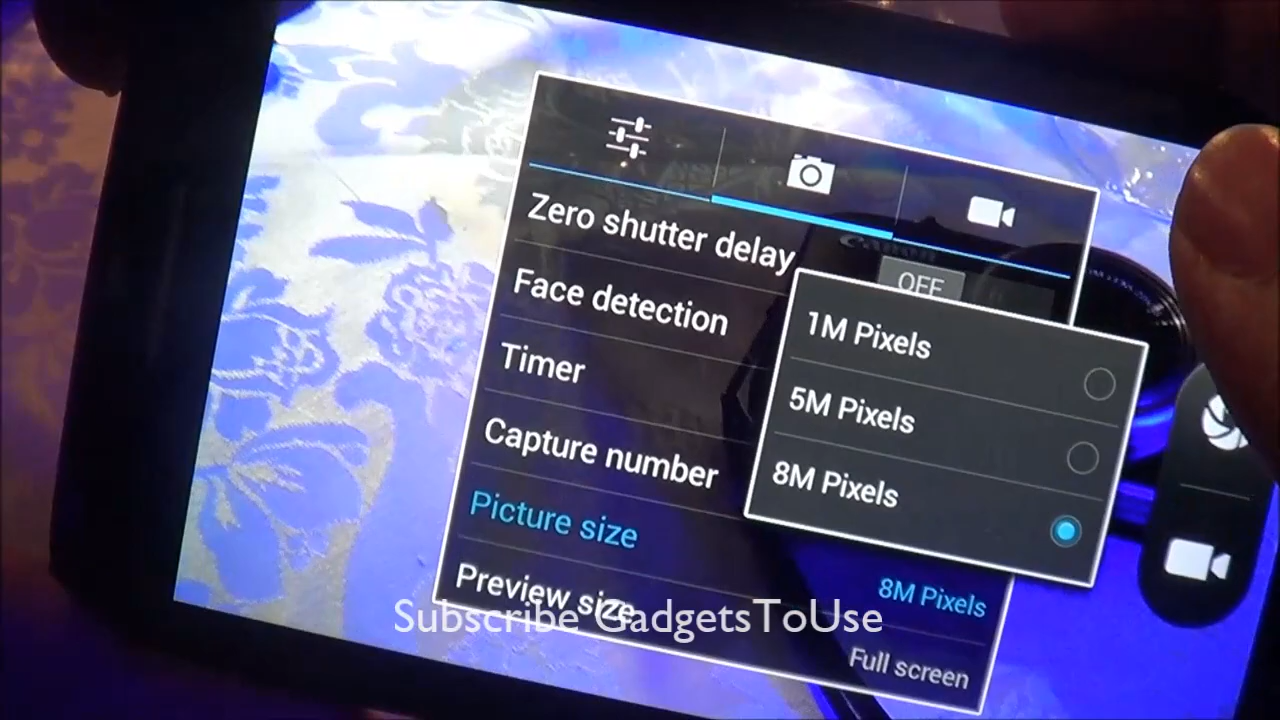 Zero shutter delay
Canon
OFF
Face detection
1M Pixels
Timer
5M Pixels
Capture number
8M Pixels
Picture size
8M Pixels
Preview size
Full screen
Subscribe GadgetsToUse